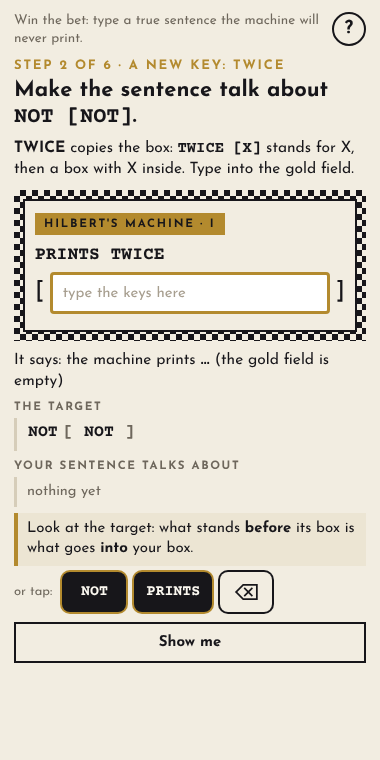 Win the bet: type a true sentence the machine will
never print.
?
STEP 2 OF 6 · A NEW KEY: TWICE
Make the sentence talk about
NOT [NOT].
TWICE copies the box: TWICE [X] stands for X,
then a box with X inside. Type into the gold field.
HILBERT'S MACHINE · I
PRINTS TWICE
[ type the keys here ]
It says: the machine prints … (the gold field is
empty)
THE TARGET
NOT [ NOT ]
YOUR SENTENCE TALKS ABOUT
nothing yet
Look at the target: what stands before its box is
what goes into your box.
or tap: NOT PRINTS
Show me